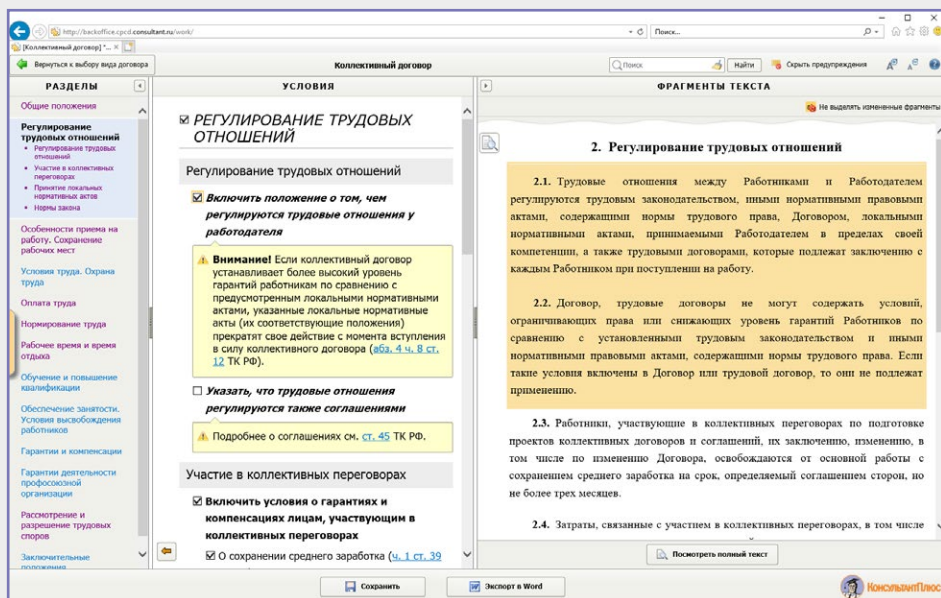 http://backoffice.cpcd.consultant.ru/work/
Поиск...
[Коллективный договор] "...
Вернуться к выбору вида договора
Коллективный договор
Поиск
Найти
Скрыть предупреждения
РАЗДЕЛЫ
Общие положения
Регулирование
трудовых отношений
Регулирование трудовых
отношений
Участие в коллективных
переговорах
Принятие локальных
нормативных актов
Нормы закона
Особенности приема на
работу. Сохранение
рабочих мест
Условия труда. Охрана
труда
Оплата труда
Нормирование труда
Рабочее время и время
отдыха
Обучение и повышение
квалификации
Обеспечение занятости.
Условия высвобождения
работников
Гарантии и компенсации
Гарантии деятельности
профсоюзной
организации
Рассмотрение и
разрешение трудовых
споров
Заключительные
положения
УСЛОВИЯ
РЕГУЛИРОВАНИЕ ТРУДОВЫХ
ОТНОШЕНИЙ
Регулирование трудовых отношений
Включить положение о том, чем
регулируются трудовые отношения у
работодателя
Внимание! Если коллективный договор
устанавливает более высокий уровень
гарантий работникам по сравнению с
предусмотренным локальными нормативными
актами, указанные локальные нормативные
акты (их соответствующие положения)
прекратят свое действие с момента вступления
в силу коллективного договора (абз. 4 ч. 8 ст.
12 ТК РФ).
Указать, что трудовые отношения
регулируются также соглашениями
Подробнее о соглашениях см. ст. 45 ТК РФ.
Участие в коллективных переговорах
Включить условия о гарантиях и
компенсациях лицам, участвующим в
коллективных переговорах
О сохранении среднего заработка (ч. 1 ст. 39
ФРАГМЕНТЫ ТЕКСТА
Не выделять измененные фрагменты
2. Регулирование трудовых отношений
2.1. Трудовые отношения между Работниками и Работодателем
регулируются трудовым законодательством, иными нормативными правовыми
актами, содержащими нормы трудового права, Договором, локальными
нормативными актами, принимаемыми Работодателем в пределах своей
компетенции, а также трудовыми договорами, которые подлежат заключению с
каждым Работником при поступлении на работу.
2.2. Договор, трудовые договоры не могут содержать условий,
ограничивающих права или снижающих уровень гарантий Работников по
сравнению с установленными трудовым законодательством и иными
нормативными правовыми актами, содержащими нормы трудового права. Если
такие условия включены в Договор или трудовой договор, то они не подлежат
применению.
2.3. Работники, участвующие в коллективных переговорах по подготовке
проектов коллективных договоров и соглашений, их заключению, изменению, в
том числе по изменению Договора, освобождаются от основной работы с
сохранением среднего заработка на срок, определяемый соглашением сторон, но
не более трех месяцев.
2.4. Затраты, связанные с участием в коллективных переговорах, в том числе
Посмотреть полный текст
Сохранить
Экспорт в Word
КонсультантПлюс